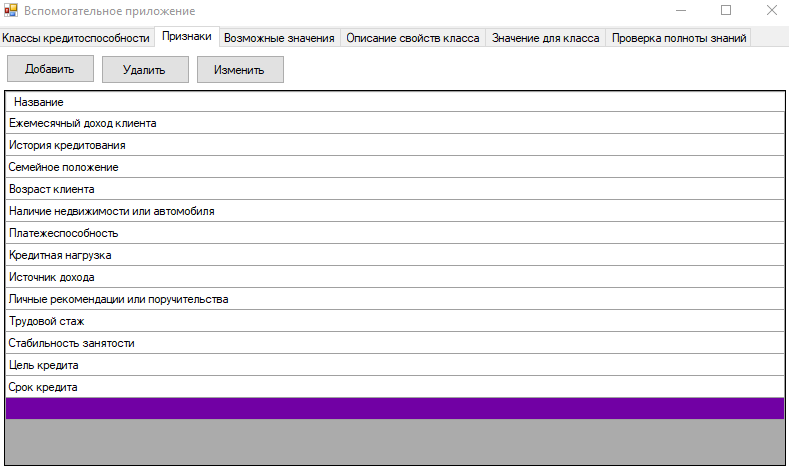 Вспомогательное приложение
Классы кредитоспособности Признаки Возможные значения Описание свойств класса Значение для класса Проверка полноты знаний
Добавить Удалить Изменить
Название
Ежемесячный доход клиента
История кредитования
Семейное положение
Возраст клиента
Наличие недвижимости или автомобиля
Платежеспособность
Кредитная нагрузка
Источник дохода
Личные рекомендации или поручительства
Трудовой стаж
Стабильность занятости
Цель кредита
Срок кредита